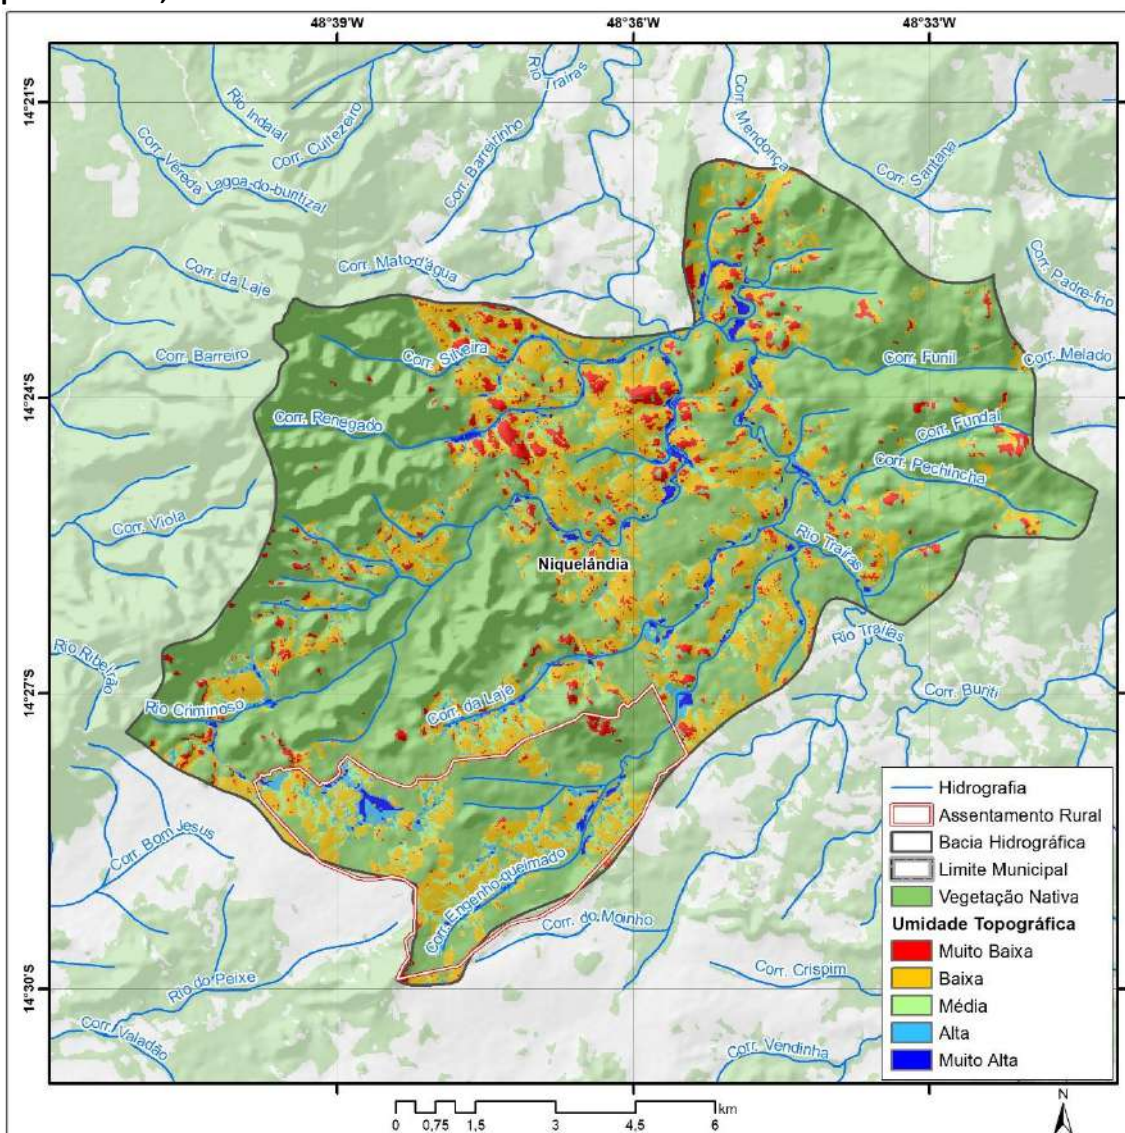 48°39'W 48°36'W 48°33'W
14°21'S
14°24'S
14°27'S
14°30'S
Rio Traíras
Rio Indaial
Corr. Cuitezeiro
Corr. Vereda Lagoa-do-buritizal
Corr. Barreirinho
Corr. Mendonça
Corr. Santana
Corr. da Laje
Corr. Mato-d'água
Corr. Padre-frio
Corr. Barreiro
Corr. Silveira
Corr. Funil
Corr. Melado
Corr. Renegado
Corr. Fundal
Corr. Pechincha
Corr. Viola
Rio Traíras
Niquelândia
Rio Traíras
Rio Ribeirão
Rio Criminoso
Corr. da Laje
Corr. Buriti
Corr. Bom Jesus
Corr. Engenho-queimado
Corr. do Moinho
Rio do Peixe
Corr. Crispim
Corr. Valadão
Corr. Vendinha
Hidrografia
Assentamento Rural
Bacia Hidrográfica
Limite Municipal
Vegetação Nativa
Umidade Topográfica
Muito Baixa
Baixa
Média
Alta
Muito Alta
km
0 0,75 1,5 3 4,5 6
N